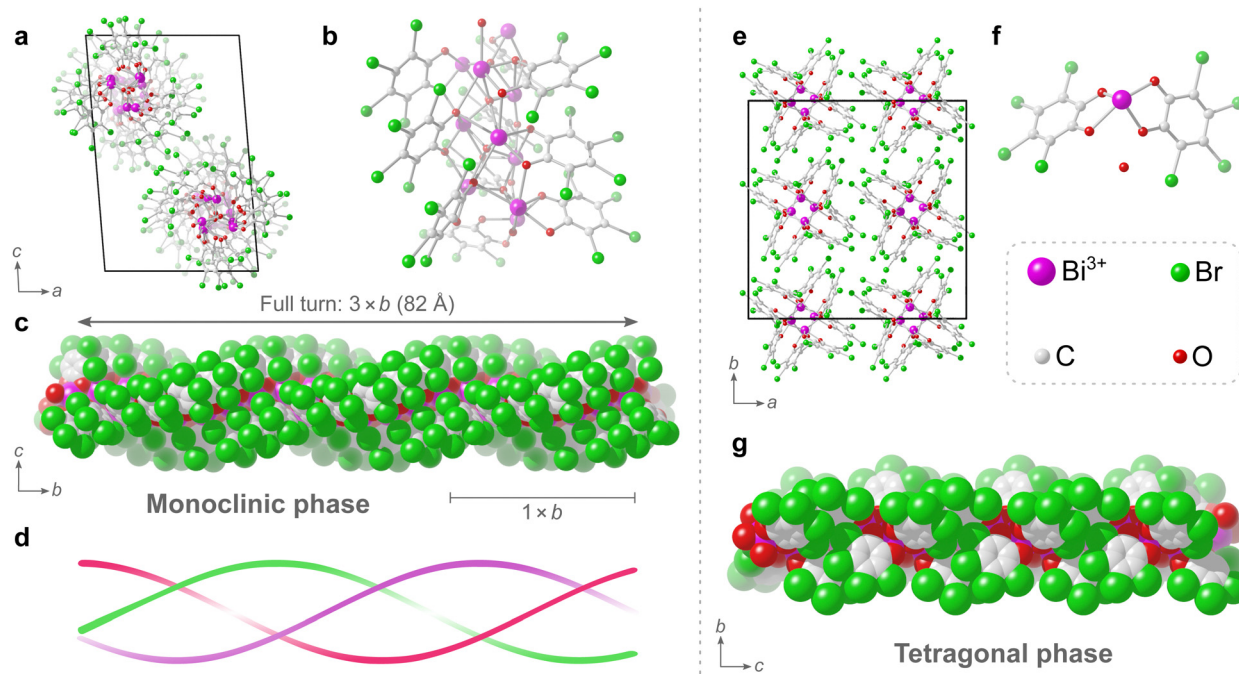 a
b
c
a
Full turn: 3 × b (82 Å)
c
c
b
Monoclinic phase
1 × b
d
e
f
b
a
Bi³⁺
Br
C
O
g
b
c
Tetragonal phase